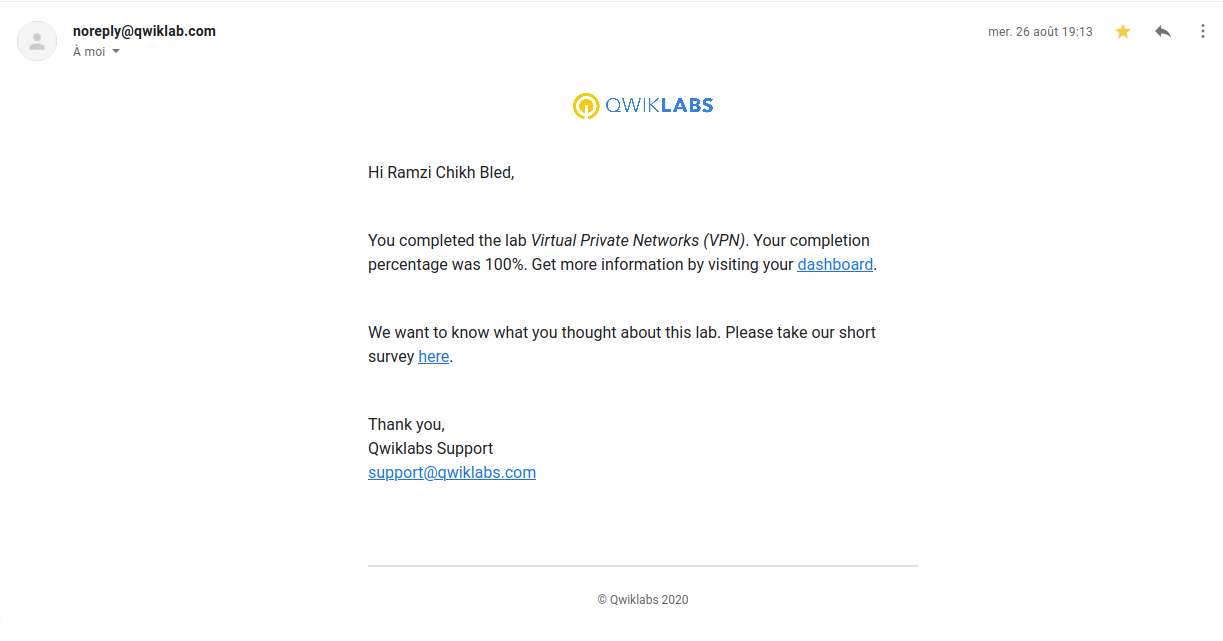 noreply@qwiklab.com
mer. 26 août 19:13
À moi
QWIKLABS
Hi Ramzi Chikh Bled,
You completed the lab Virtual Private Networks (VPN). Your completion
percentage was 100%. Get more information by visiting your dashboard.
We want to know what you thought about this lab. Please take our short
survey here.
Thank you,
Qwiklabs Support
support@qwiklabs.com
© Qwiklabs 2020